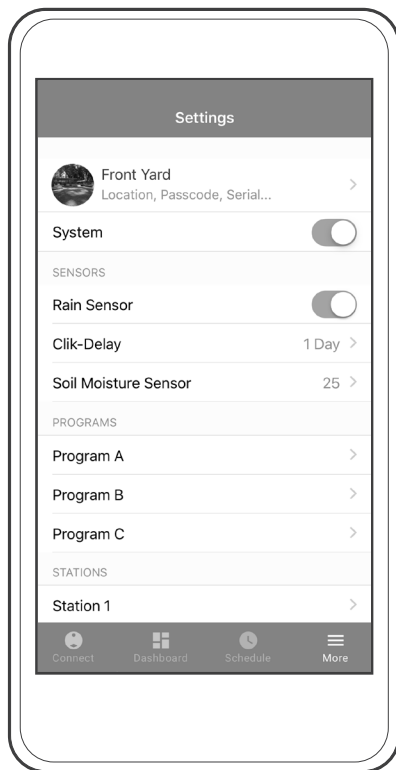 Settings
Front Yard
Location, Passcode, Serial...
System
SENSORS
Rain Sensor
Clik-Delay 1 Day
Soil Moisture Sensor 25
PROGRAMS
Program A
Program B
Program C
STATIONS
Station 1
Connect Dashboard Schedule More